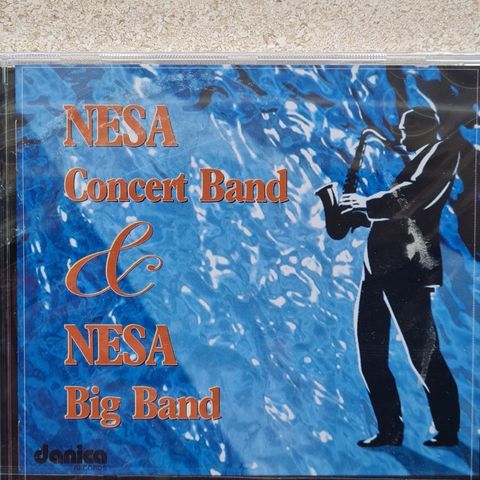 NESA
Concert Band
&
NESA
Big Band
danica
RECORDS